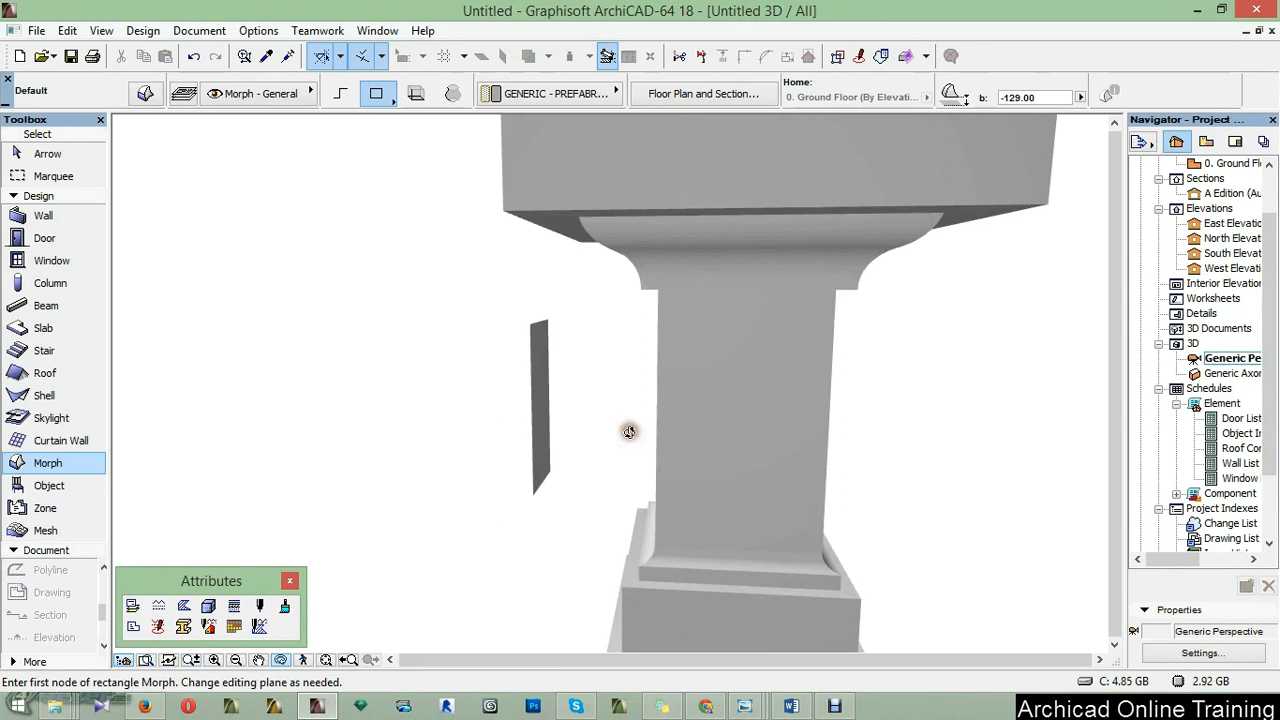 Untitled - Graphisoft ArchiCAD-64 18 - [Untitled 3D / All]
File Edit View Design Document Options Teamwork Window Help
Default
Morph - General
GENERIC - PREFABR...
Floor Plan and Section...
Home:
0. Ground Floor (By Elevati...
b: -129.00
Toolbox
Select
Arrow
Marquee
Design
Wall
Door
Window
Column
Beam
Slab
Stair
Roof
Shell
Skylight
Curtain Wall
Morph
Object
Zone
Mesh
Document
Polyline
Drawing
Section
Elevation
More
Attributes
Navigator - Project ...
0. Ground Fl
Sections
A Edition (Au
Elevations
East Elevatio
North Elevat
South Elevat
West Elevati
Interior Elevation
Worksheets
Details
3D Documents
3D
Generic Pe
Generic Axon
Schedules
Element
Door List
Object In
Roof Cor
Wall List
Window
Component
Project Indexes
Change List
Drawing List
Properties
Generic Perspective
Settings...
Enter first node of rectangle Morph. Change editing plane as needed.
C: 4.85 GB
2.92 GB
Archicad Online Training